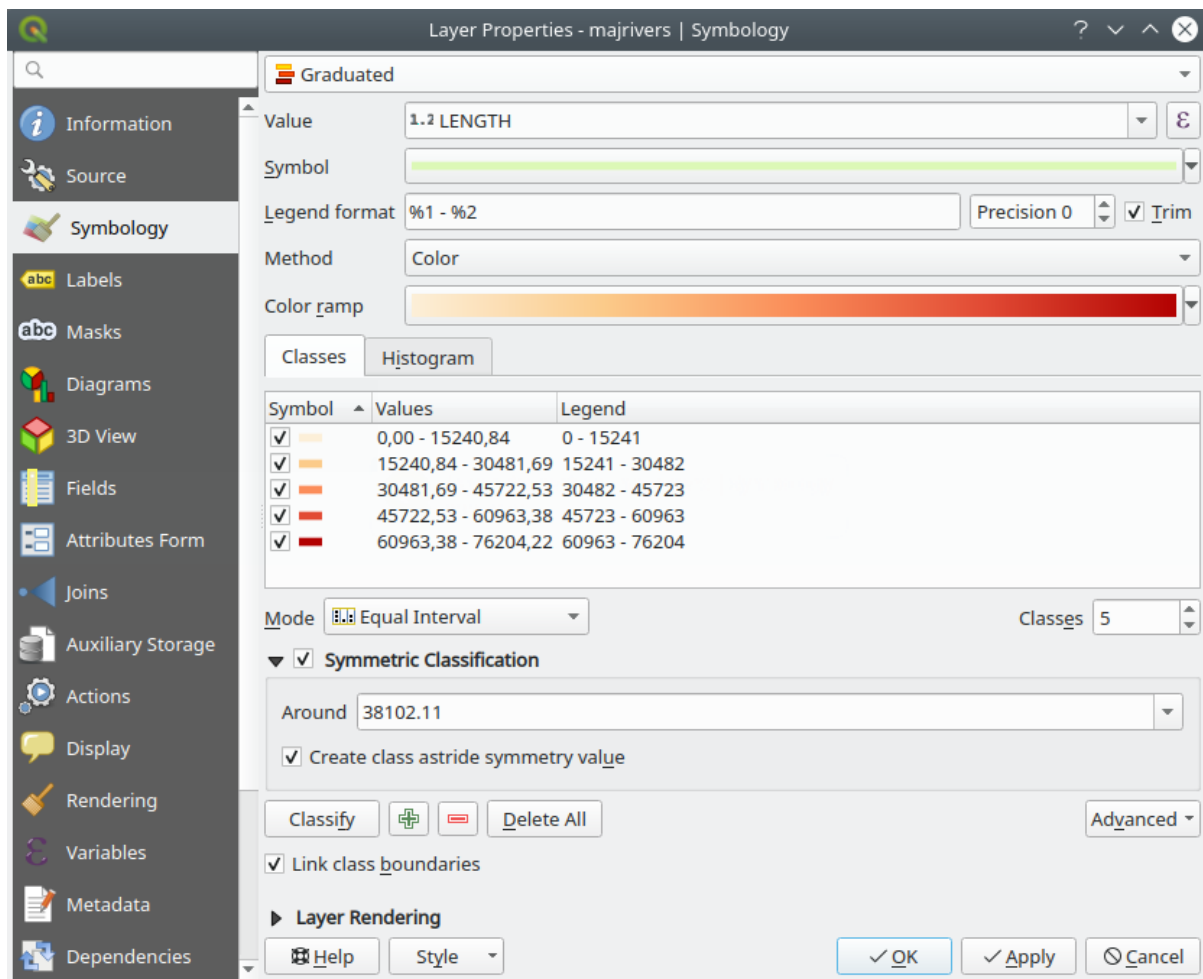 Layer Properties - majrivers | Symbology
Graduated
Information
Source
Symbology
Labels
Masks
Diagrams
3D View
Fields
Attributes Form
Joins
Auxiliary Storage
Actions
Display
Rendering
Variables
Metadata
Dependencies
Value 1.2 LENGTH ε
Symbol
Legend format %1 - %2 Precision 0 Trim
Method Color
Color ramp
Classes Histogram
Symbol Values Legend
0,00 - 15240,84 0 - 15241
15240,84 - 30481,69 15241 - 30482
30481,69 - 45722,53 30482 - 45723
45722,53 - 60963,38 45723 - 60963
60963,38 - 76204,22 60963 - 76204
Mode Equal Interval Classes 5
Symmetric Classification
Around 38102.11
Create class astride symmetry value
Classify Delete All Advanced
Link class boundaries
Layer Rendering
Help Style OK Apply Cancel